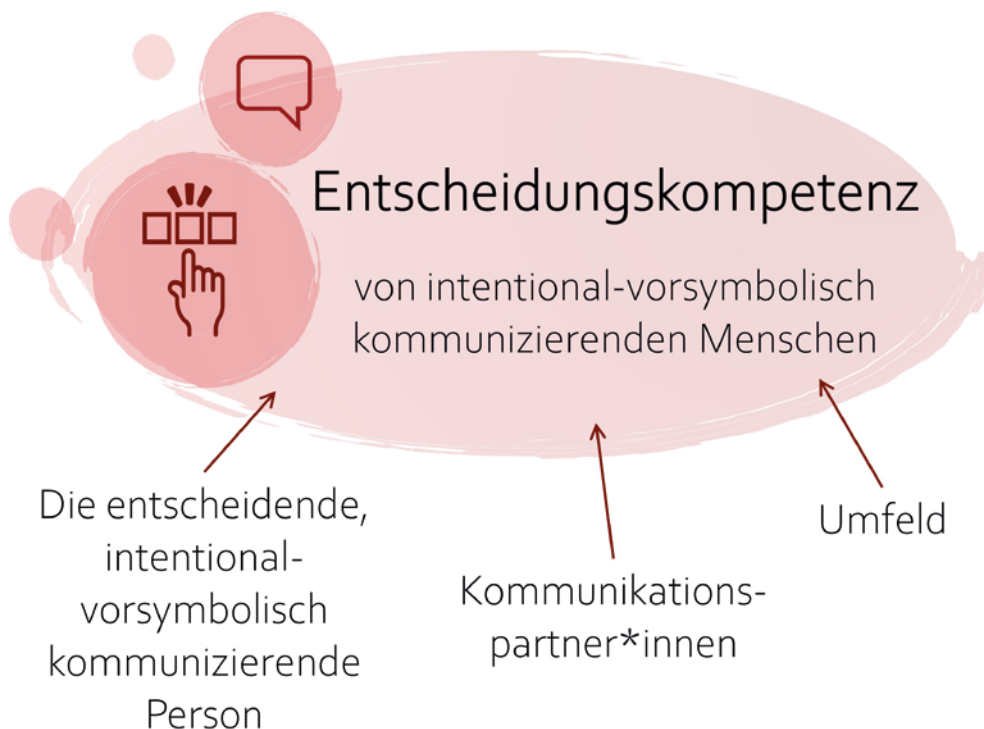 Entscheidungskompetenz
von intentional-vorsymbolisch
kommunizierenden Menschen
Die entscheidende,
intentional-
vorsymbolisch
kommunizierende
Person
Kommunikations-
partner*innen
Umfeld